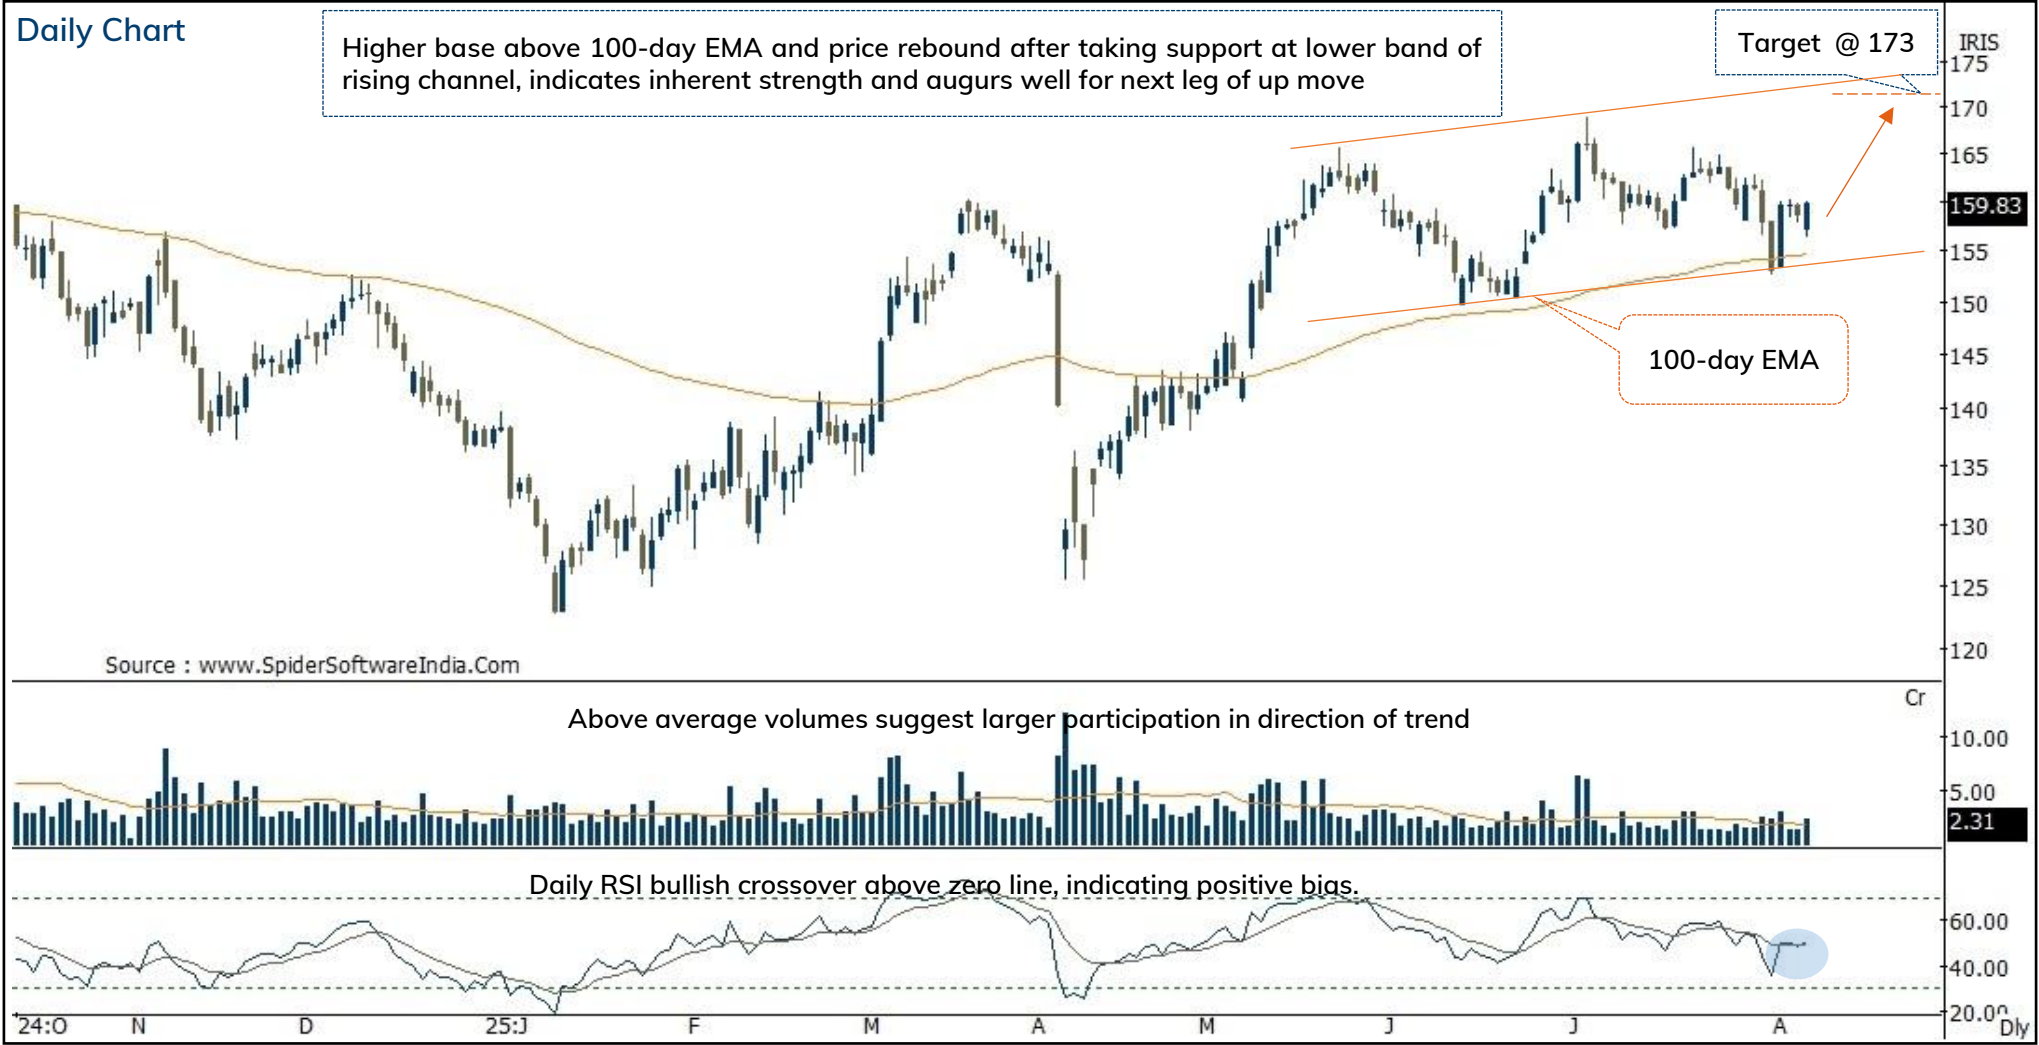 Daily Chart
Higher base above 100-day EMA and price rebound after taking support at lower band of
rising channel, indicates inherent strength and augurs well for next leg of up move
Target @ 173
IRIS
175
170
165
159.83
155
150
145
140
135
130
125
120
100-day EMA
Source : www.SpiderSoftwareIndia.Com
Cr
Above average volumes suggest larger participation in direction of trend
10.00
5.00
2.31
Daily RSI bullish crossover above zero line, indicating positive bias.
60.00
40.00
20.00
24:O N D 25:J F M A M J J A Dly